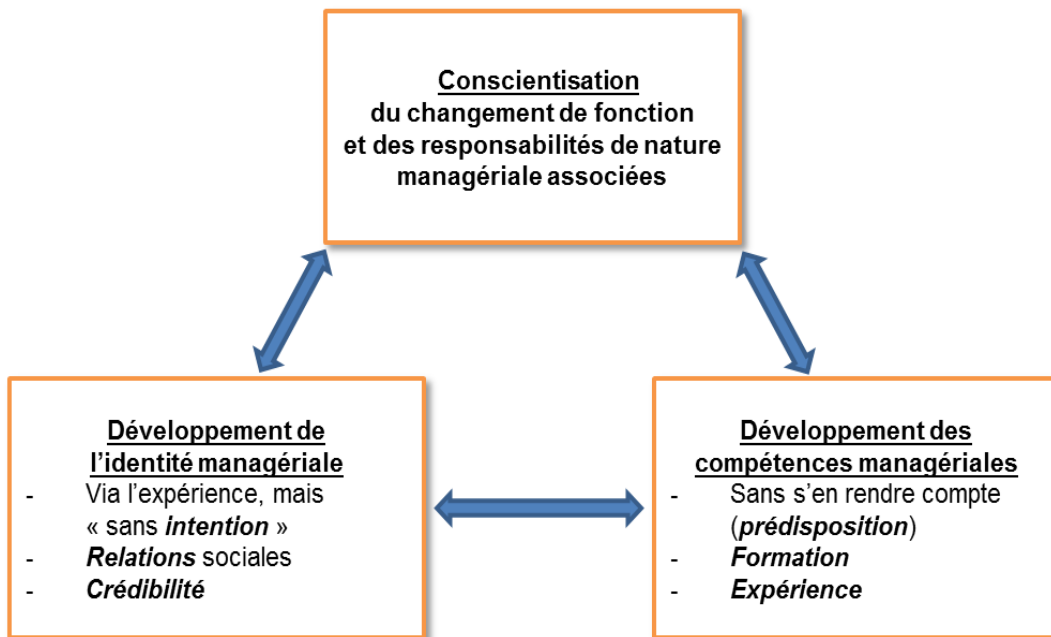 Conscientisation
du changement de fonction
et des responsabilités de nature
managériale associées
Développement de
l'identité managériale
- Via l'expérience, mais
« sans intention »
- Relations sociales
- Crédibilité
Développement des
compétences managériales
- Sans s'en rendre compte
(prédisposition)
- Formation
- Expérience